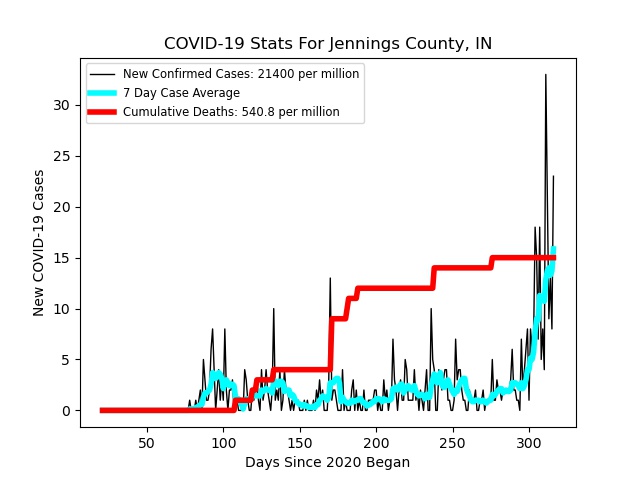 COVID-19 Stats For Jennings County, IN
New Confirmed Cases: 21400 per million
7 Day Case Average
Cumulative Deaths: 540.8 per million
New COVID-19 Cases
30
25
20
15
10
5
0
50 100 150 200 250 300
Days Since 2020 Began